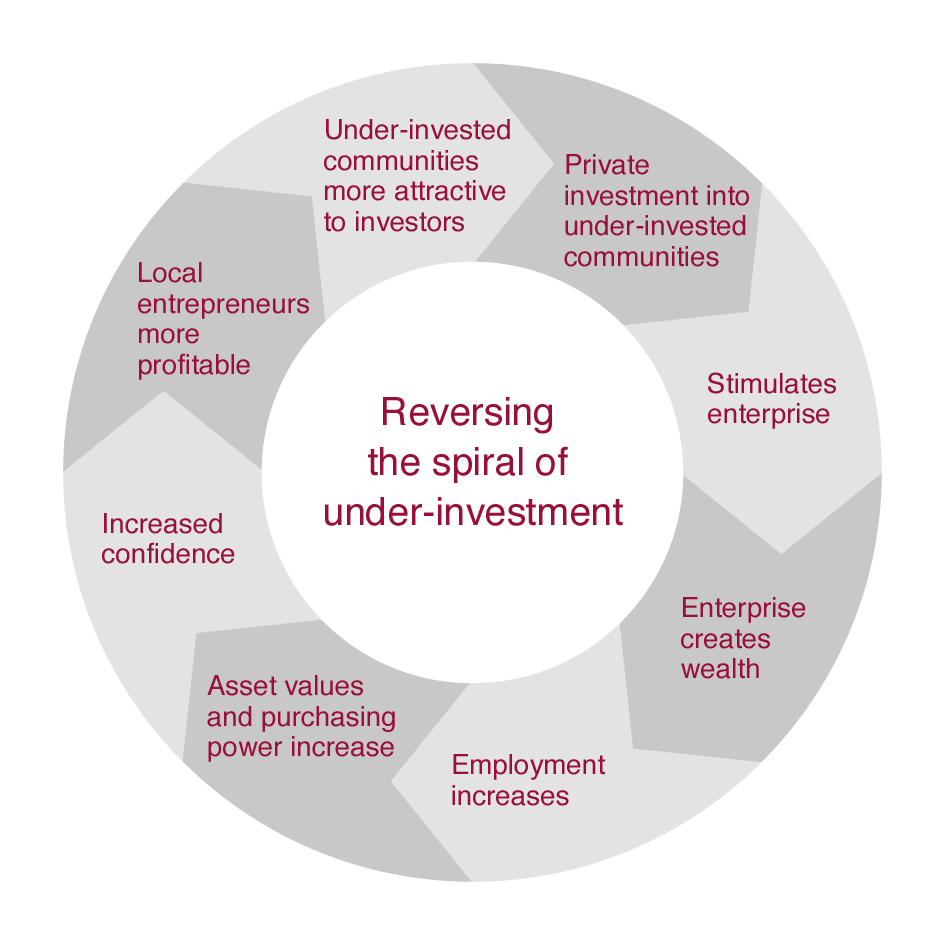 Under-invested
communities
more attractive
to investors
Private
investment into
under-invested
communities
Stimulates
enterprise
Enterprise
creates
wealth
Employment
increases
Asset values
and purchasing
power increase
Increased
confidence
Local
entrepreneurs
more
profitable
Reversing
the spiral of
under-investment